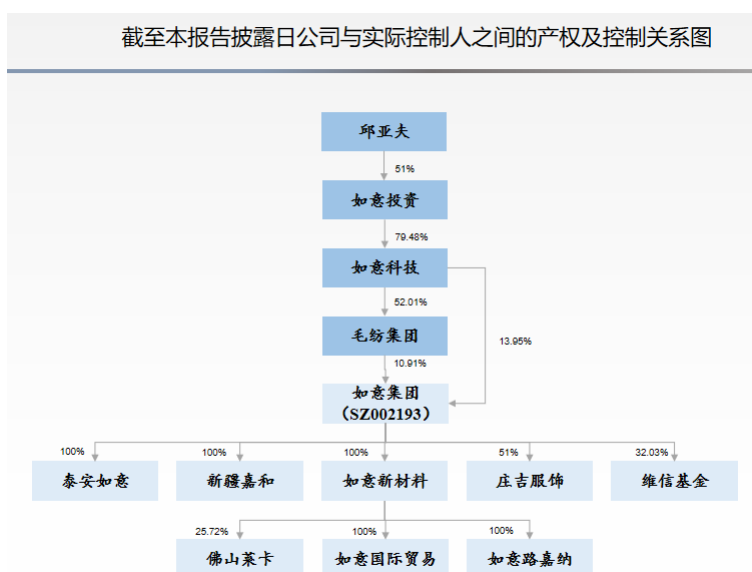 截至本报告披露日公司与实际控制人之间的产权及控制关系图
邱亚夫
51%
如意投资
79.48%
如意科技
52.01%
毛纺集团
13.95%
10.91%
如意集团
（SZ002193）
100%
100%
100%
51%
32.03%
泰安如意
新疆嘉和
如意新材料
庄吉服饰
维信基金
25.72%
100%
100%
佛山莱卡
如意国际贸易
如意路嘉纳